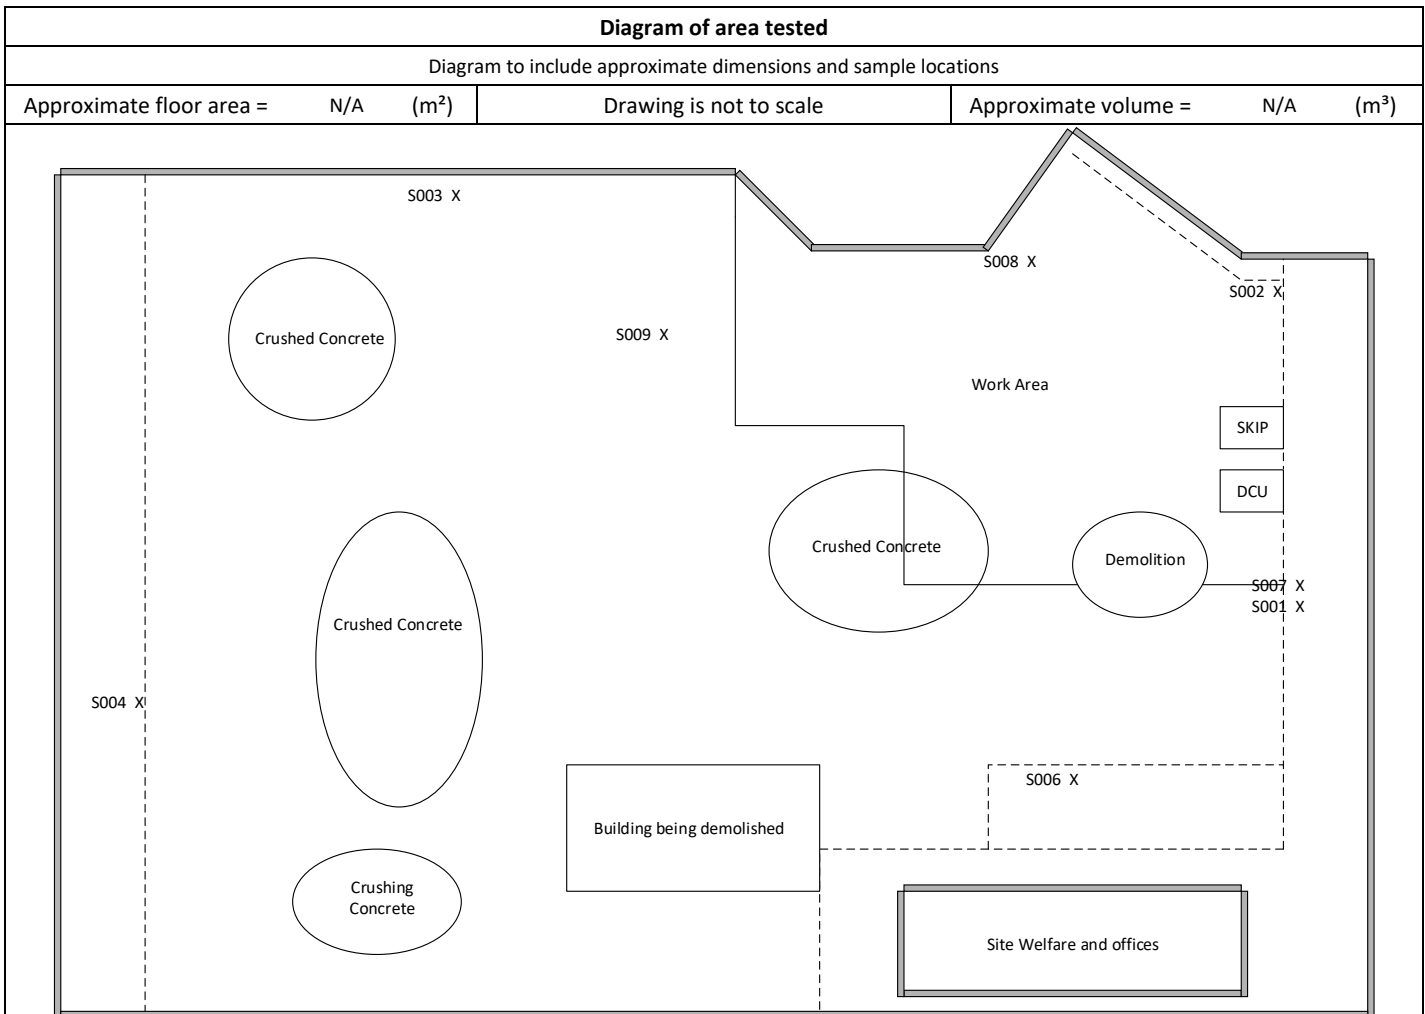 Diagram of area tested
Diagram to include approximate dimensions and sample locations
Approximate floor area = N/A (m²)
Drawing is not to scale
Approximate volume = N/A (m³)
S003 X
S008 X
S002 X
S009 X
Crushed Concrete
Work Area
SKIP
DCU
Crushed Concrete
Demolition
S007 X
S001 X
Crushed Concrete
S004 X
S006 X
Building being demolished
Crushing
Concrete
Site Welfare and offices